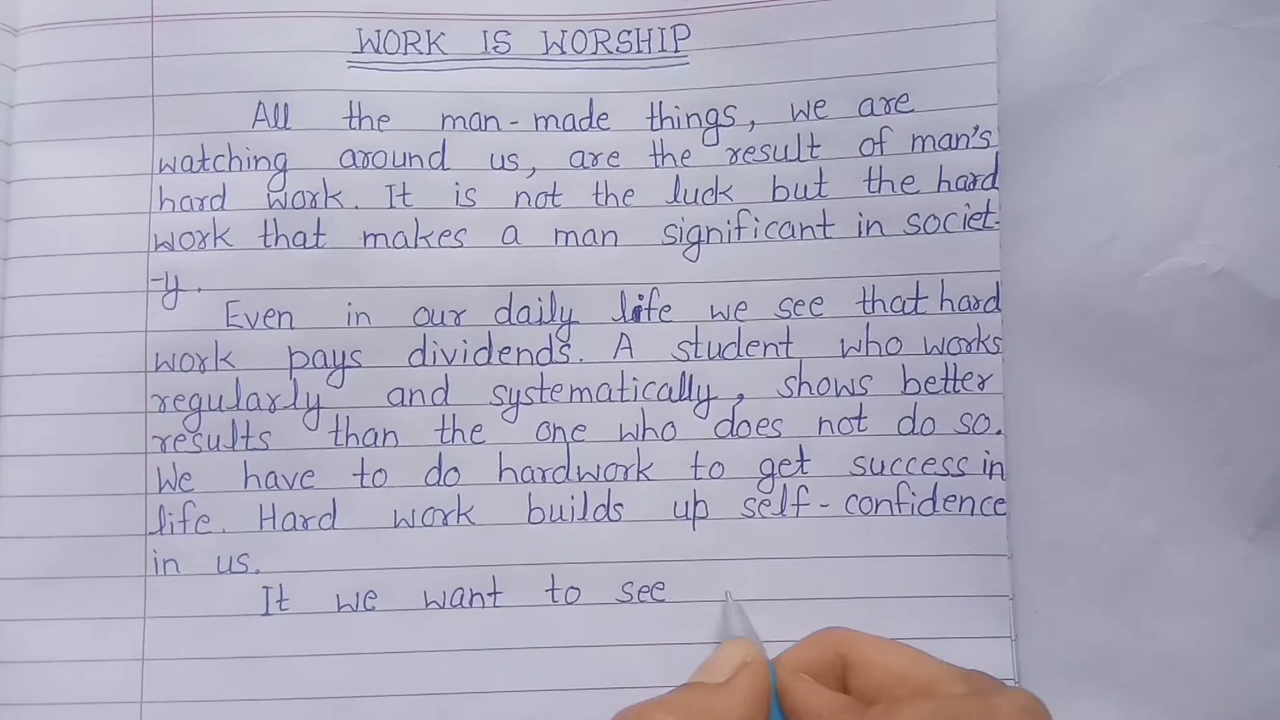 WORK IS WORSHIP
All the man-made things, we are
watching around us, are the result of man's
hard work. It is not the luck but the hard
work that makes a man significant in societ-
-y.
Even in our daily life we see that hard
work pays dividends. A student who works
regularly and systematically, shows better
results than the one who does not do so.
We have to do hardwork to get success in
life. Hard work builds up self-confidence
in us.
It we want to see